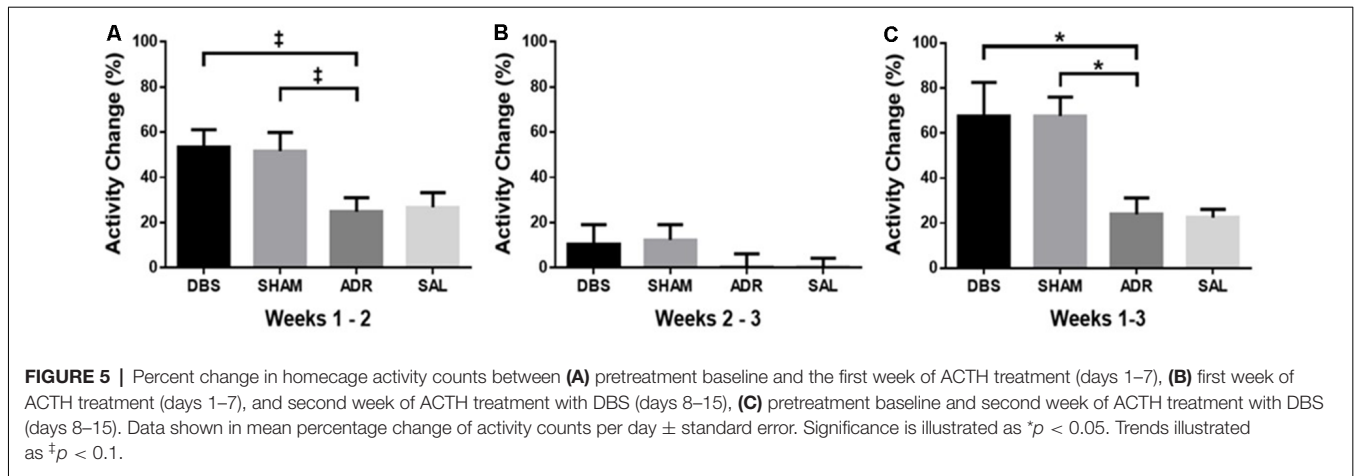 A
B
C
Activity Change (%)
100
80
60
40
20
0
‡
‡
DBS
SHAM
ADR
SAL
Weeks 1 - 2
Activity Change (%)
100
80
60
40
20
0
DBS
SHAM
ADR
SAL
Weeks 2 - 3
Activity Change (%)
100
80
60
40
20
0
*
*
DBS
SHAM
ADR
SAL
Weeks 1-3
FIGURE 5 | Percent change in homecage activity counts between (A) pretreatment baseline and the first week of ACTH treatment (days 1–7), (B) first week of
ACTH treatment (days 1–7), and second week of ACTH treatment with DBS (days 8–15), (C) pretreatment baseline and second week of ACTH treatment with DBS
(days 8–15). Data shown in mean percentage change of activity counts per day ± standard error. Significance is illustrated as *p < 0.05. Trends illustrated
as ‡p < 0.1.